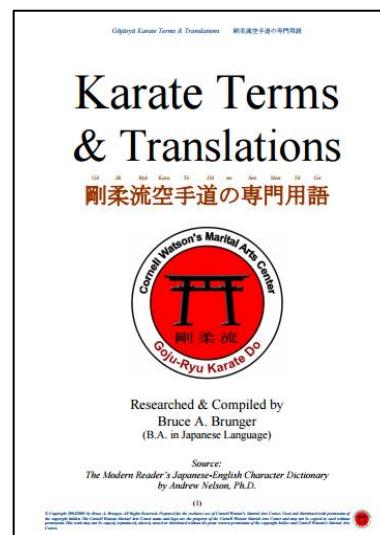 Gōjūryū Karate Terms & Translations 剛柔流空手道の専門用語
Karate Terms
& Translations
Gō Jū Ryū Kara Te Dō no Sen Mon Yō Go
剛柔流空手道の専門用語
Cornell Watson's Marital Arts Center
剛柔流
Goju-Ryu Karate Do
Researched & Compiled by
Bruce A. Brunger
(B.A. in Japanese Language)
Source:
The Modern Reader's Japanese-English Character Dictionary
by Andrew Nelson, Ph.D.
(1)